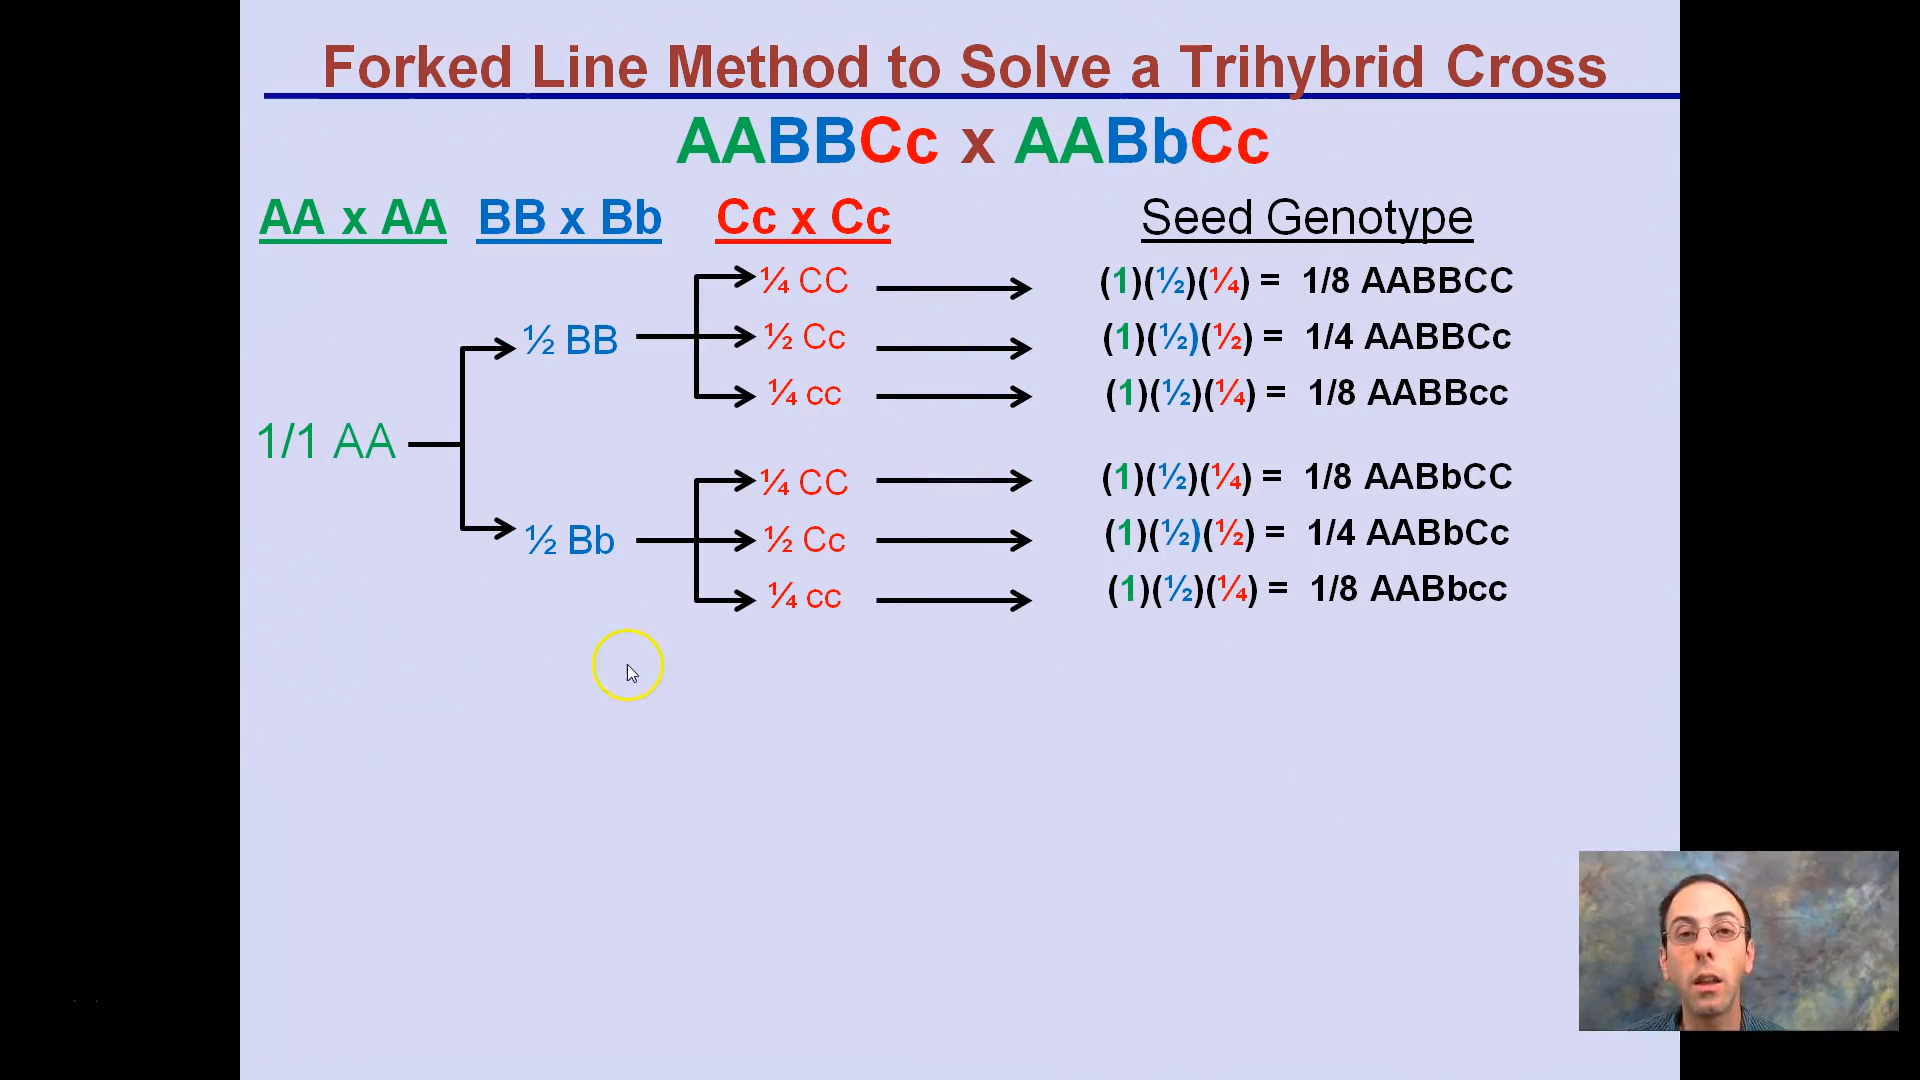 Forked Line Method to Solve a Trihybrid Cross
AABBCc x AABbCc
AA x AA BB x Bb Cc x Cc Seed Genotype
¼ CC (1)(½)(¼) = 1/8 AABBCC
½ BB ½ Cc (1)(½)(½) = 1/4 AABBCc
¼ cc (1)(½)(¼) = 1/8 AABBcc
1/1 AA
¼ CC (1)(½)(¼) = 1/8 AABbCC
½ Bb ½ Cc (1)(½)(½) = 1/4 AABbCc
¼ cc (1)(½)(¼) = 1/8 AABbcc